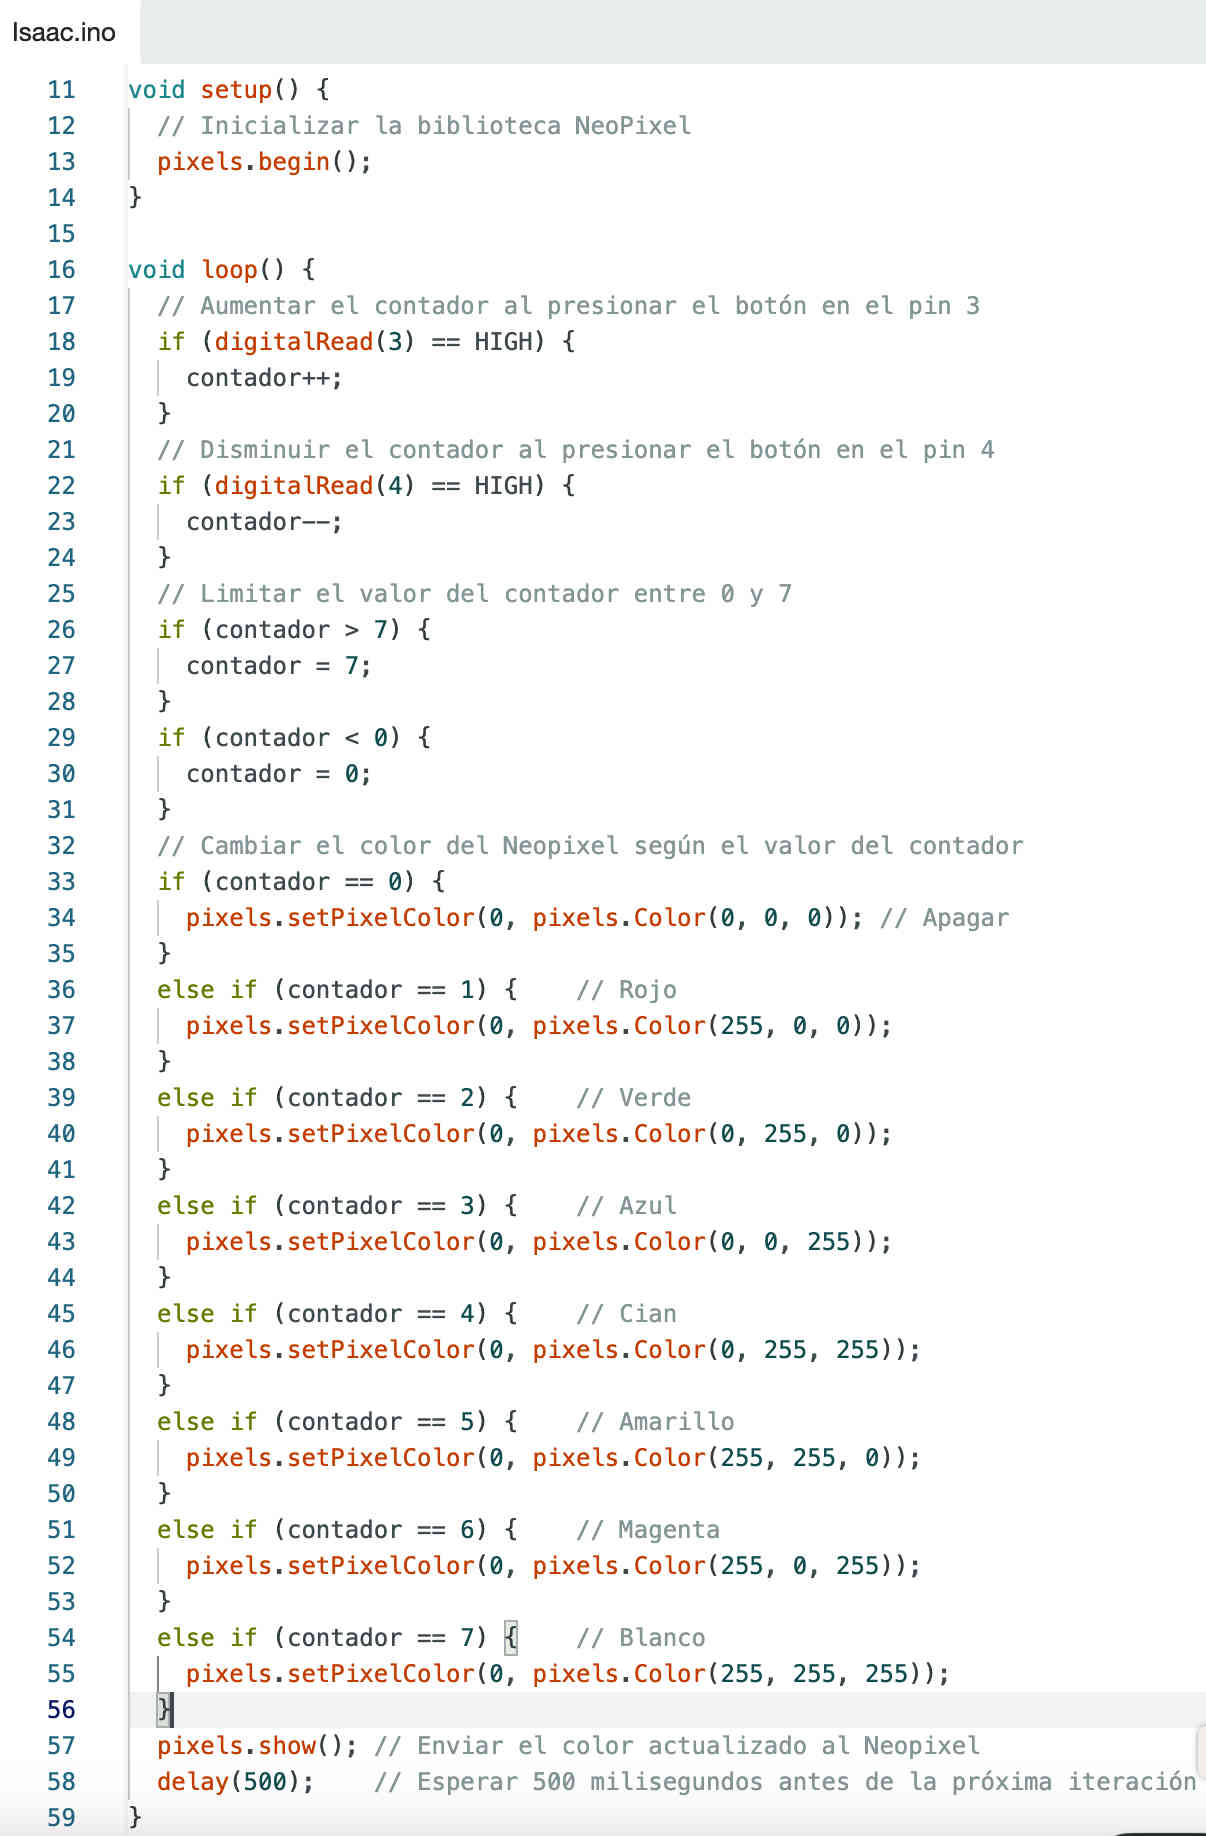 Isaac.ino
11 void setup() {
12 // Inicializar la biblioteca NeoPixel
13 pixels.begin();
14 }
15
16 void loop() {
17 // Aumentar el contador al presionar el botón en el pin 3
18 if (digitalRead(3) == HIGH) {
19 contador++;
20 }
21 // Disminuir el contador al presionar el botón en el pin 4
22 if (digitalRead(4) == HIGH) {
23 contador--;
24 }
25 // Limitar el valor del contador entre 0 y 7
26 if (contador > 7) {
27 contador = 7;
28 }
29 if (contador < 0) {
30 contador = 0;
31 }
32 // Cambiar el color del Neopixel según el valor del contador
33 if (contador == 0) {
34 pixels.setPixelColor(0, pixels.Color(0, 0, 0)); // Apagar
35 }
36 else if (contador == 1) { // Rojo
37 pixels.setPixelColor(0, pixels.Color(255, 0, 0));
38 }
39 else if (contador == 2) { // Verde
40 pixels.setPixelColor(0, pixels.Color(0, 255, 0));
41 }
42 else if (contador == 3) { // Azul
43 pixels.setPixelColor(0, pixels.Color(0, 0, 255));
44 }
45 else if (contador == 4) { // Cian
46 pixels.setPixelColor(0, pixels.Color(0, 255, 255));
47 }
48 else if (contador == 5) { // Amarillo
49 pixels.setPixelColor(0, pixels.Color(255, 255, 0));
50 }
51 else if (contador == 6) { // Magenta
52 pixels.setPixelColor(0, pixels.Color(255, 0, 255));
53 }
54 else if (contador == 7) { // Blanco
55 pixels.setPixelColor(0, pixels.Color(255, 255, 255));
56 }
57 pixels.show(); // Enviar el color actualizado al Neopixel
58 delay(500); // Esperar 500 milisegundos antes de la próxima iteración
59 }